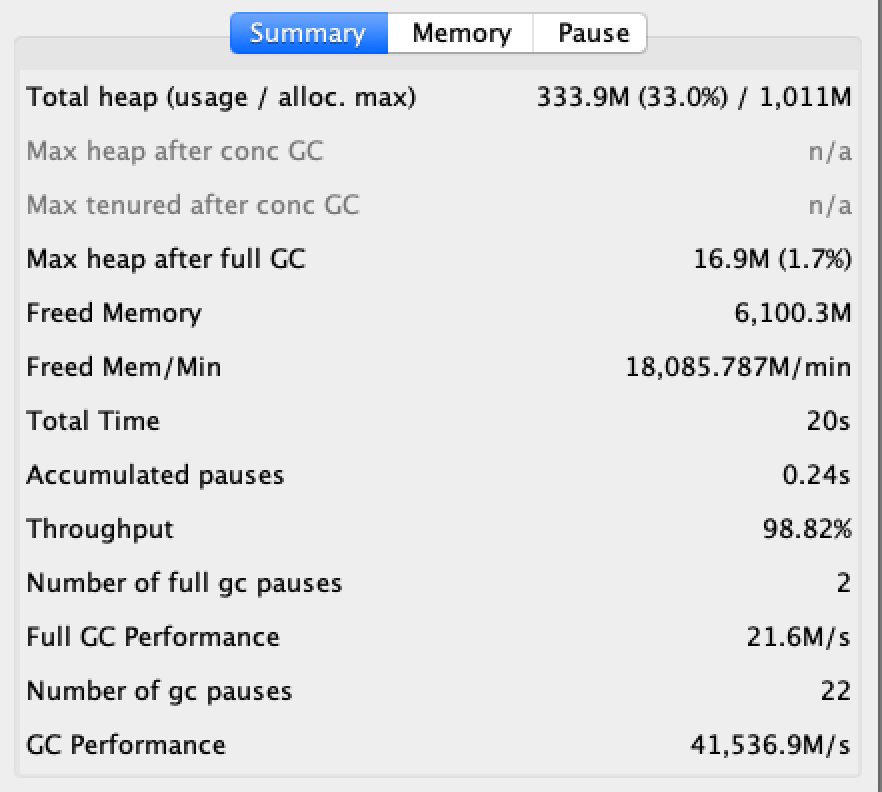 Summary Memory Pause
Total heap (usage / alloc. max) 333.9M (33.0%) / 1,011M
Max heap after conc GC n/a
Max tenured after conc GC n/a
Max heap after full GC 16.9M (1.7%)
Freed Memory 6,100.3M
Freed Mem/Min 18,085.787M/min
Total Time 20s
Accumulated pauses 0.24s
Throughput 98.82%
Number of full gc pauses 2
Full GC Performance 21.6M/s
Number of gc pauses 22
GC Performance 41,536.9M/s